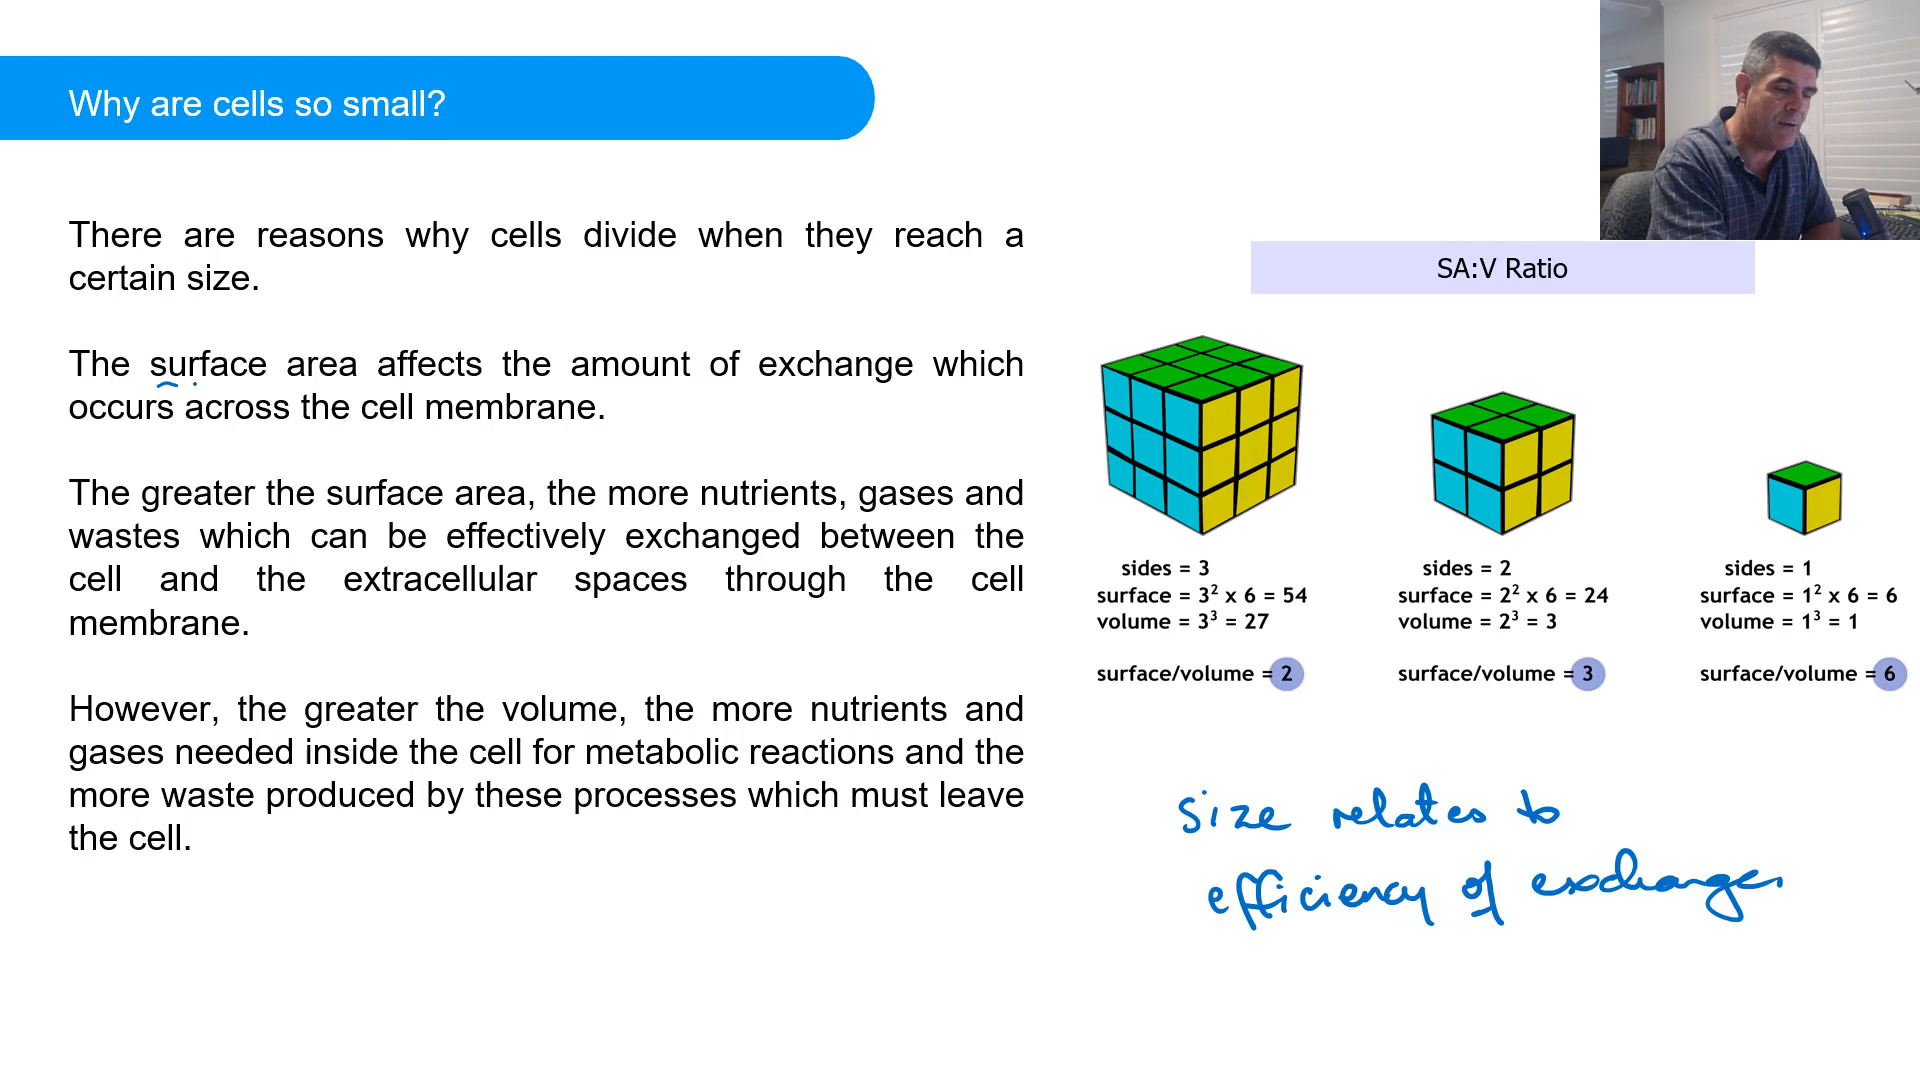 Why are cells so small?
There are reasons why cells divide when they reach a
certain size.
The surface area affects the amount of exchange which
occurs across the cell membrane.
The greater the surface area, the more nutrients, gases and
wastes which can be effectively exchanged between the
cell and the extracellular spaces through the cell
membrane.
However, the greater the volume, the more nutrients and
gases needed inside the cell for metabolic reactions and the
more waste produced by these processes which must leave
the cell.
SA:V Ratio
sides = 3
surface = 3² x 6 = 54
volume = 3³ = 27
surface/volume = 2
sides = 2
surface = 2² x 6 = 24
volume = 2³ = 3
surface/volume = 3
sides = 1
surface = 1² x 6 = 6
volume = 1³ = 1
surface/volume = 6
size relates to
efficiency of exchange